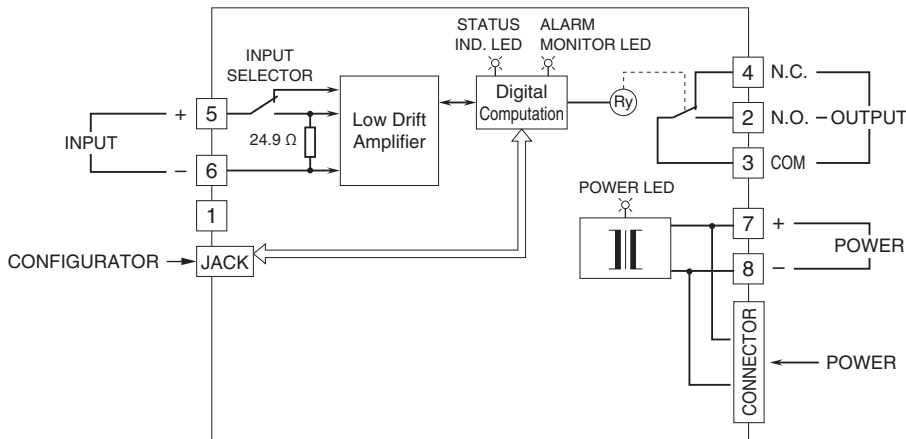 STATUS
IND. LED
ALARM
MONITOR LED
INPUT
SELECTOR
4 N.C.
Digital
Computation
Ry
+ 5
Low Drift
Amplifier
2 N.O. OUTPUT
INPUT
24.9 Ω
− 6
3 COM
POWER LED
1
7 +
POWER
CONFIGURATOR
JACK
8 −
CONNECTOR
POWER